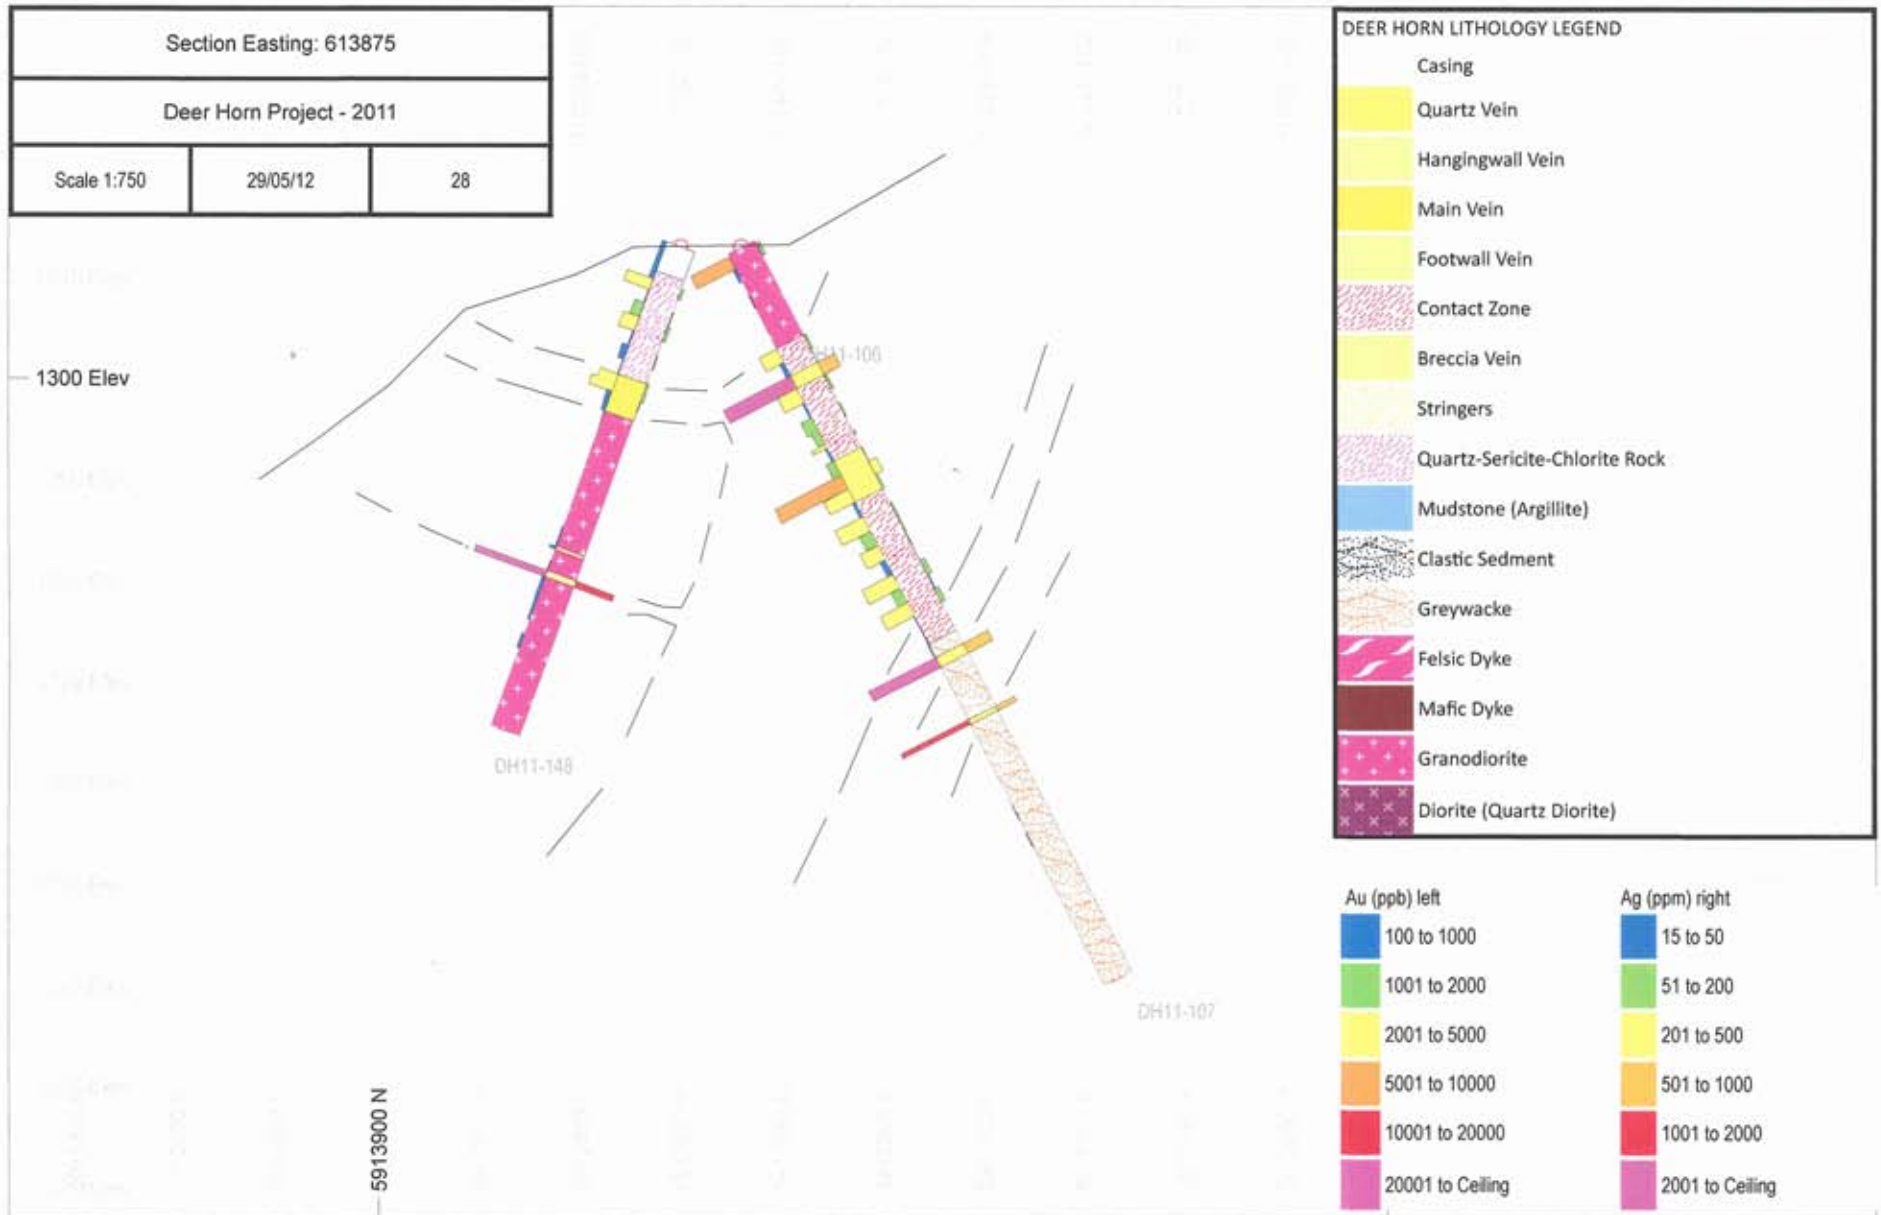 Section Easting: 613875
Deer Horn Project - 2011
Scale 1:750
29/05/12
28
DEER HORN LITHOLOGY LEGEND
Casing
Quartz Vein
Hangingwall Vein
Main Vein
Footwall Vein
Contact Zone
Breccia Vein
Stringers
Quartz-Sericite-Chlorite Rock
Mudstone (Argillite)
Clastic Sediment
Greywacke
Felsic Dyke
Mafic Dyke
Granodiorite
Diorite (Quartz Diorite)
1300 Elev
DH11-148
DH11-107
5913900 N
Au (ppb) left
100 to 1000
1001 to 2000
2001 to 5000
5001 to 10000
10001 to 20000
20001 to Ceiling
Ag (ppm) right
15 to 50
51 to 200
201 to 500
501 to 1000
1001 to 2000
2001 to Ceiling